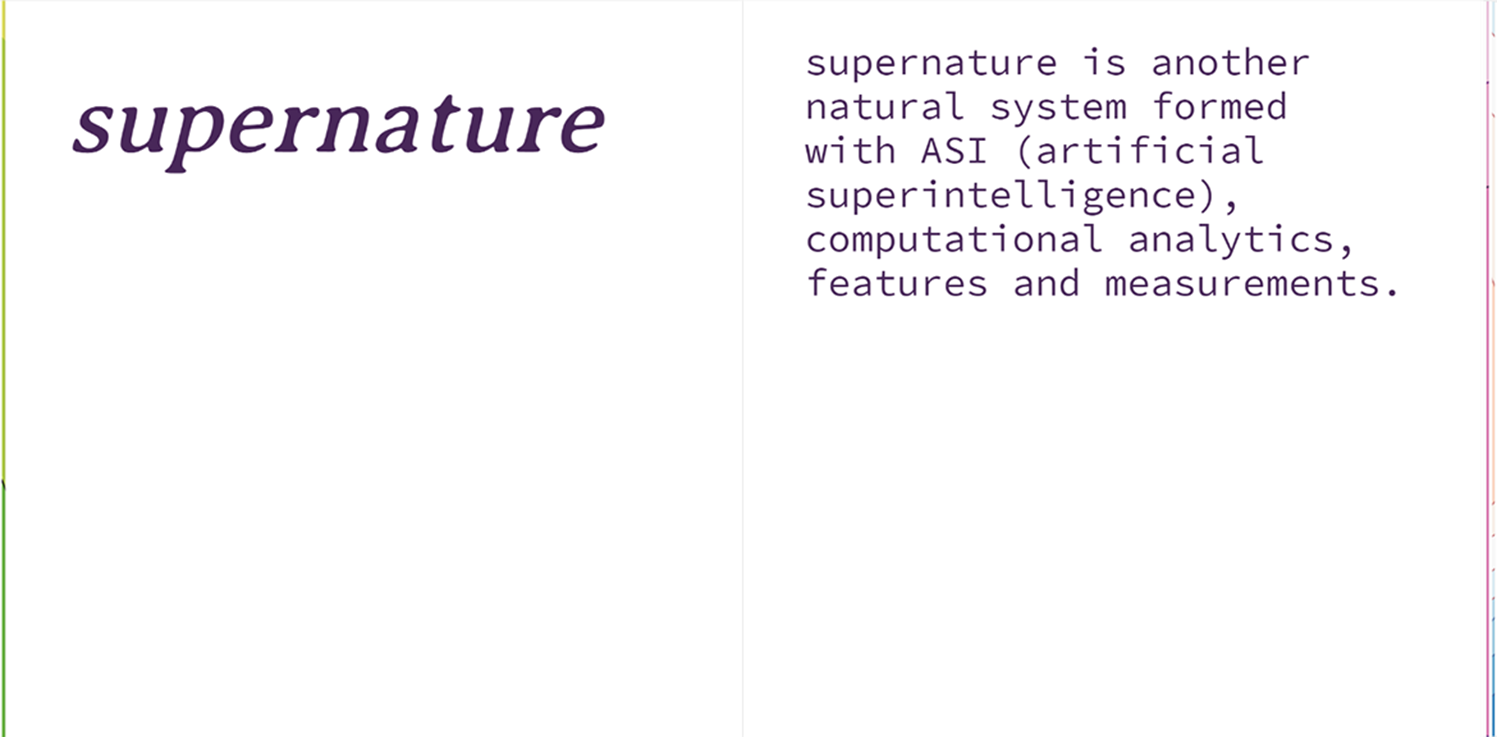 supernature
supernature is another
natural system formed
with ASI (artificial
superintelligence),
computational analytics,
features and measurements.